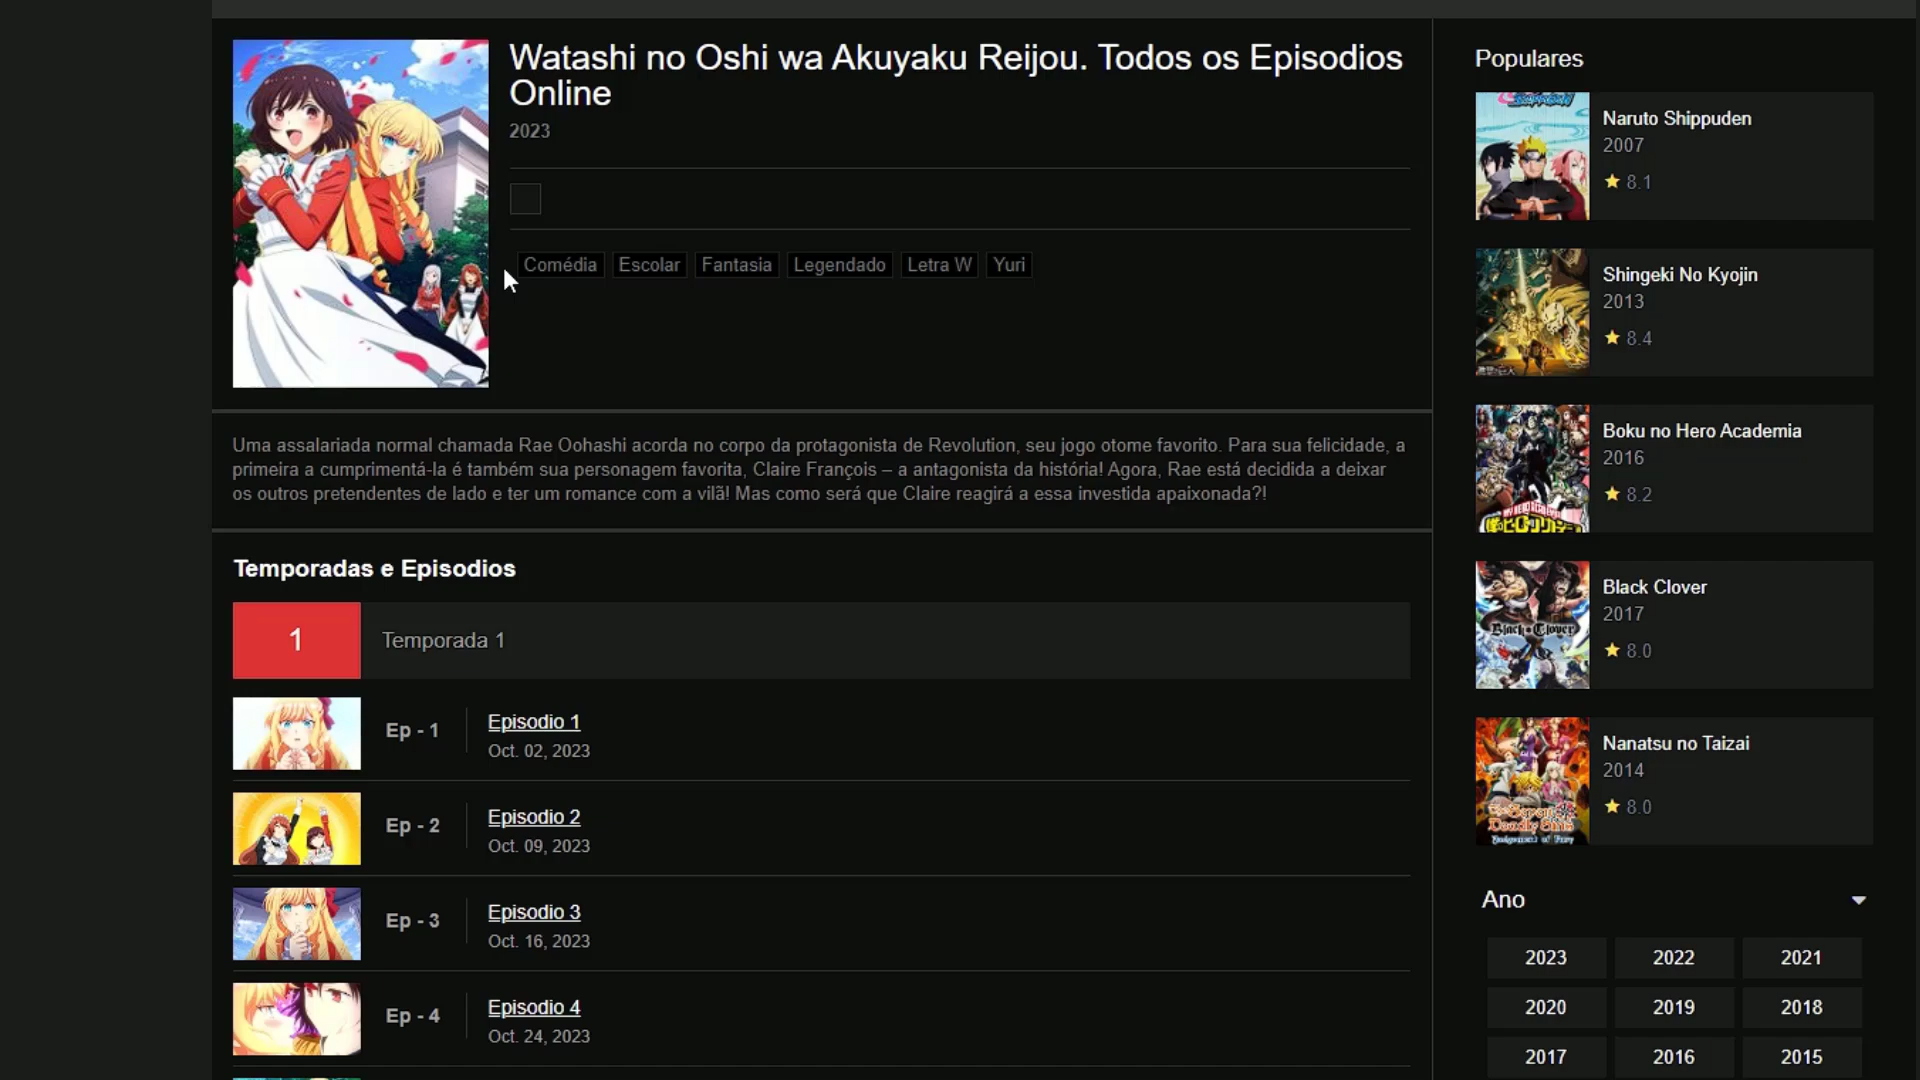 Watashi no Oshi wa Akuyaku Reijou. Todos os Episodios
Online
2023
Comédia
Escolar
Fantasia
Legendado
Letra W
Yuri
Uma assalariada normal chamada Rae Oohashi acorda no corpo da protagonista de Revolution, seu jogo otome favorito. Para sua felicidade, a
primeira a cumprimentá-la é também sua personagem favorita, Claire François – a antagonista da história! Agora, Rae está decidida a deixar
os outros pretendentes de lado e ter um romance com a vilã! Mas como será que Claire reagirá a essa investida apaixonada?!
Temporadas e Episodios
1
Temporada 1
Ep - 1
Episodio 1
Oct. 02, 2023
Ep - 2
Episodio 2
Oct. 09, 2023
Ep - 3
Episodio 3
Oct. 16, 2023
Ep - 4
Episodio 4
Oct. 24, 2023
Populares
Naruto Shippuden
2007
8.1
Shingeki No Kyojin
2013
8.4
Boku no Hero Academia
2016
8.2
Black Clover
Black Clover
2017
8.0
Nanatsu no Taizai
2014
8.0
Ano
2023
2022
2021
2020
2019
2018
2017
2016
2015